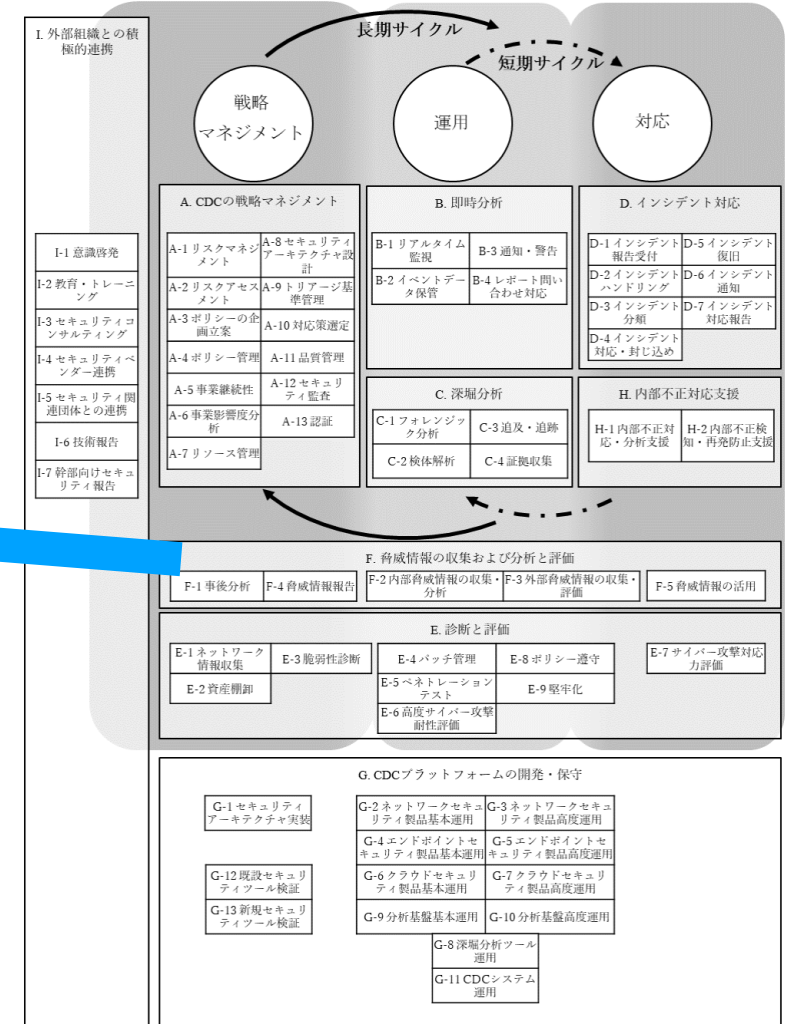 I. 外部組織との積
極的連携
長期サイクル
短期サイクル
戦略
マネジメント
運用
対応
I-1 意識啓発
I-2 教育・トレーニ
ング
I-3 セキュリティコ
ンサルティング
I-4 セキュリティベ
ンダー連携
I-5 セキュリティ関
連団体との連携
I-6 技術報告
I-7 幹部向けセキュ
リティ報告
A. CDCの戦略マネジメント
A-1 リスクマネジ
メント
A-2 リスクアセス
メント
A-3 ポリシーの企
画立案
A-4 ポリシー管理
A-5 事業継続性
A-6 事業影響度分
析
A-7 リソース管理
A-8 セキュリティ
アーキテクチャ設
計
A-9 トリアージ基
準管理
A-10 対応策選定
A-11 品質管理
A-12 セキュリ
ティ監査
A-13 認証
B. 即時分析
B-1 リアルタイム
監視
B-2 イベントデー
タ保管
B-3 通知・警告
B-4 レポート問い
合わせ対応
C. 深堀分析
C-1 フォレンジッ
ク分析
C-2 検体解析
C-3 追及・追跡
C-4 証拠収集
D. インシデント対応
D-1 インシデント
報告受付
D-2 インシデント
ハンドリング
D-3 インシデント
分類
D-4 インシデント
対応・封じ込め
D-5 インシデント
復旧
D-6 インシデント
通知
D-7 インシデント
対応報告
H. 内部不正対応支援
H-1 内部不正対
応・分析支援
H-2 内部不正検
知・再発防止支援
F. 脅威情報の収集および分析と評価
F-1 事後分析
F-4 脅威情報報告
F-2 内部脅威情報の収集・
分析
F-3 外部脅威情報の収集・
評価
F-5 脅威情報の活用
E. 診断と評価
E-1 ネットワーク
情報収集
E-2 資産棚卸
E-3 脆弱性診断
E-4 パッチ管理
E-5 ペネトレーション
テスト
E-6 高度サイバー攻撃
耐性評価
E-8 ポリシー遵守
E-9 堅牢化
E-7 サイバー攻撃対応
力評価
G. CDCプラットフォームの開発・保守
G-1 セキュリティ
アーキテクチャ実装
G-12 既設セキュリ
ティツール検証
G-13 新規セキュリ
ティツール検証
G-2 ネットワークセキュ
リティ製品基本運用
G-3 ネットワークセキュ
リティ製品高度運用
G-4 エンドポイントセ
キュリティ製品基本運用
G-5 エンドポイントセ
キュリティ製品高度運用
G-6 クラウドセキュリ
ティ製品基本運用
G-7 クラウドセキュリ
ティ製品高度運用
G-9 分析基盤基本運用
G-10 分析基盤高度運用
G-8 深堀分析ツール
運用
G-11 CDCシステム
運用